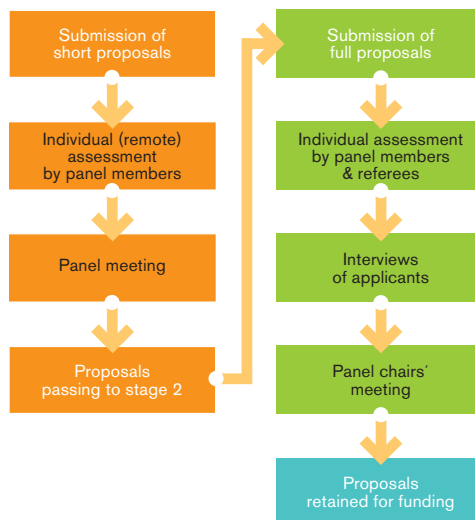 Submission of
short proposals
Individual (remote)
assessment
by panel members
Panel meeting
Proposals
passing to stage 2
Submission of
full proposals
Individual assessment
by panel members
& referees
Interviews
of applicants
Panel chairs’
meeting
Proposals
retained for funding